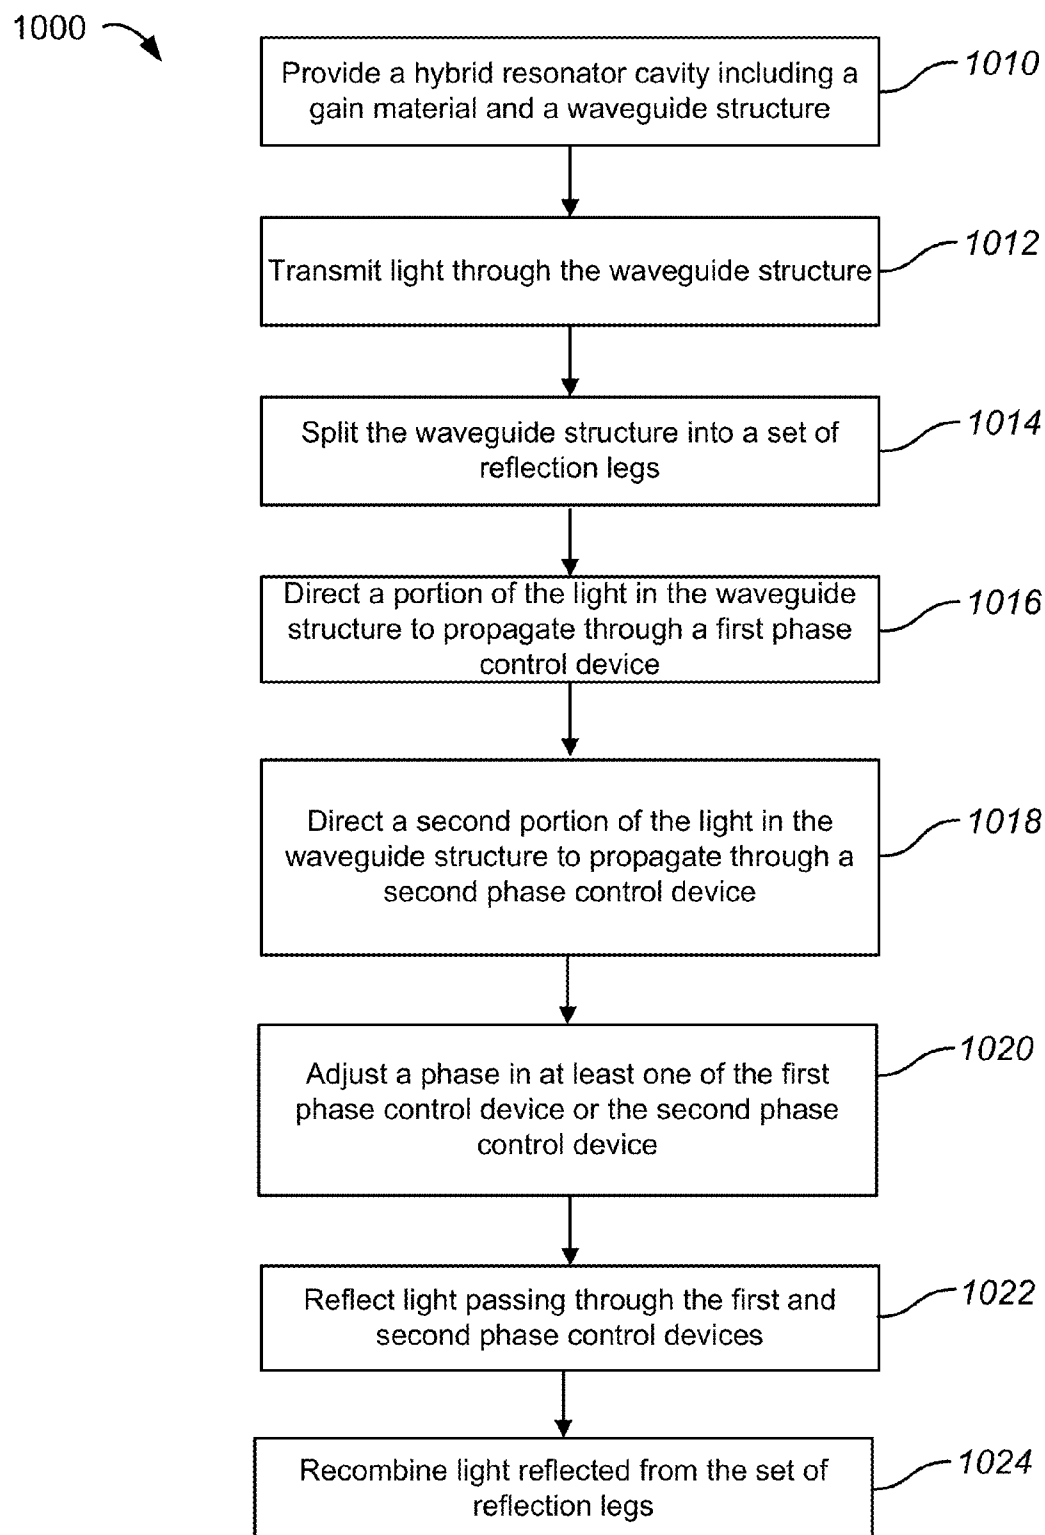 1000
Provide a hybrid resonator cavity including a
gain material and a waveguide structure
1010
Transmit light through the waveguide structure
1012
Split the waveguide structure into a set of
reflection legs
1014
Direct a portion of the light in the waveguide
structure to propagate through a first phase
control device
1016
Direct a second portion of the light in the
waveguide structure to propagate through a
second phase control device
1018
Adjust a phase in at least one of the first
phase control device or the second phase
control device
1020
Reflect light passing through the first and
second phase control devices
1022
Recombine light reflected from the set of
reflection legs
1024